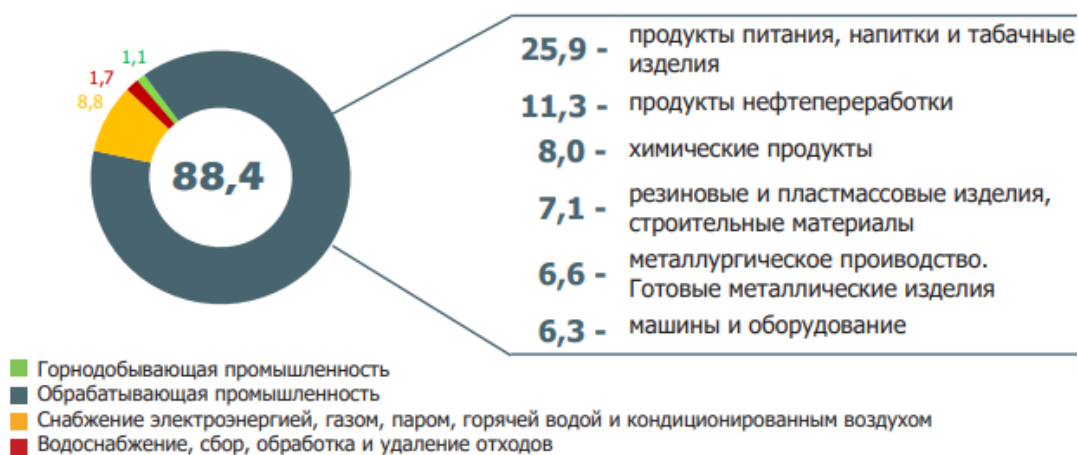 1,1
1,7
8,8
88,4
25,9 - продукты питания, напитки и табачные
изделия
11,3 - продукты нефтепереработки
8,0 - химические продукты
7,1 - резиновые и пластмассовые изделия,
строительные материалы
6,6 - металлургическое проиводство.
Готовые металлические изделия
6,3 - машины и оборудование
Горнодобывающая промышленность
Обрабатывающая промышленность
Снабжение электроэнергией, газом, паром, горячей водой и кондиционированным воздухом
Водоснабжение, сбор, обработка и удаление отходов